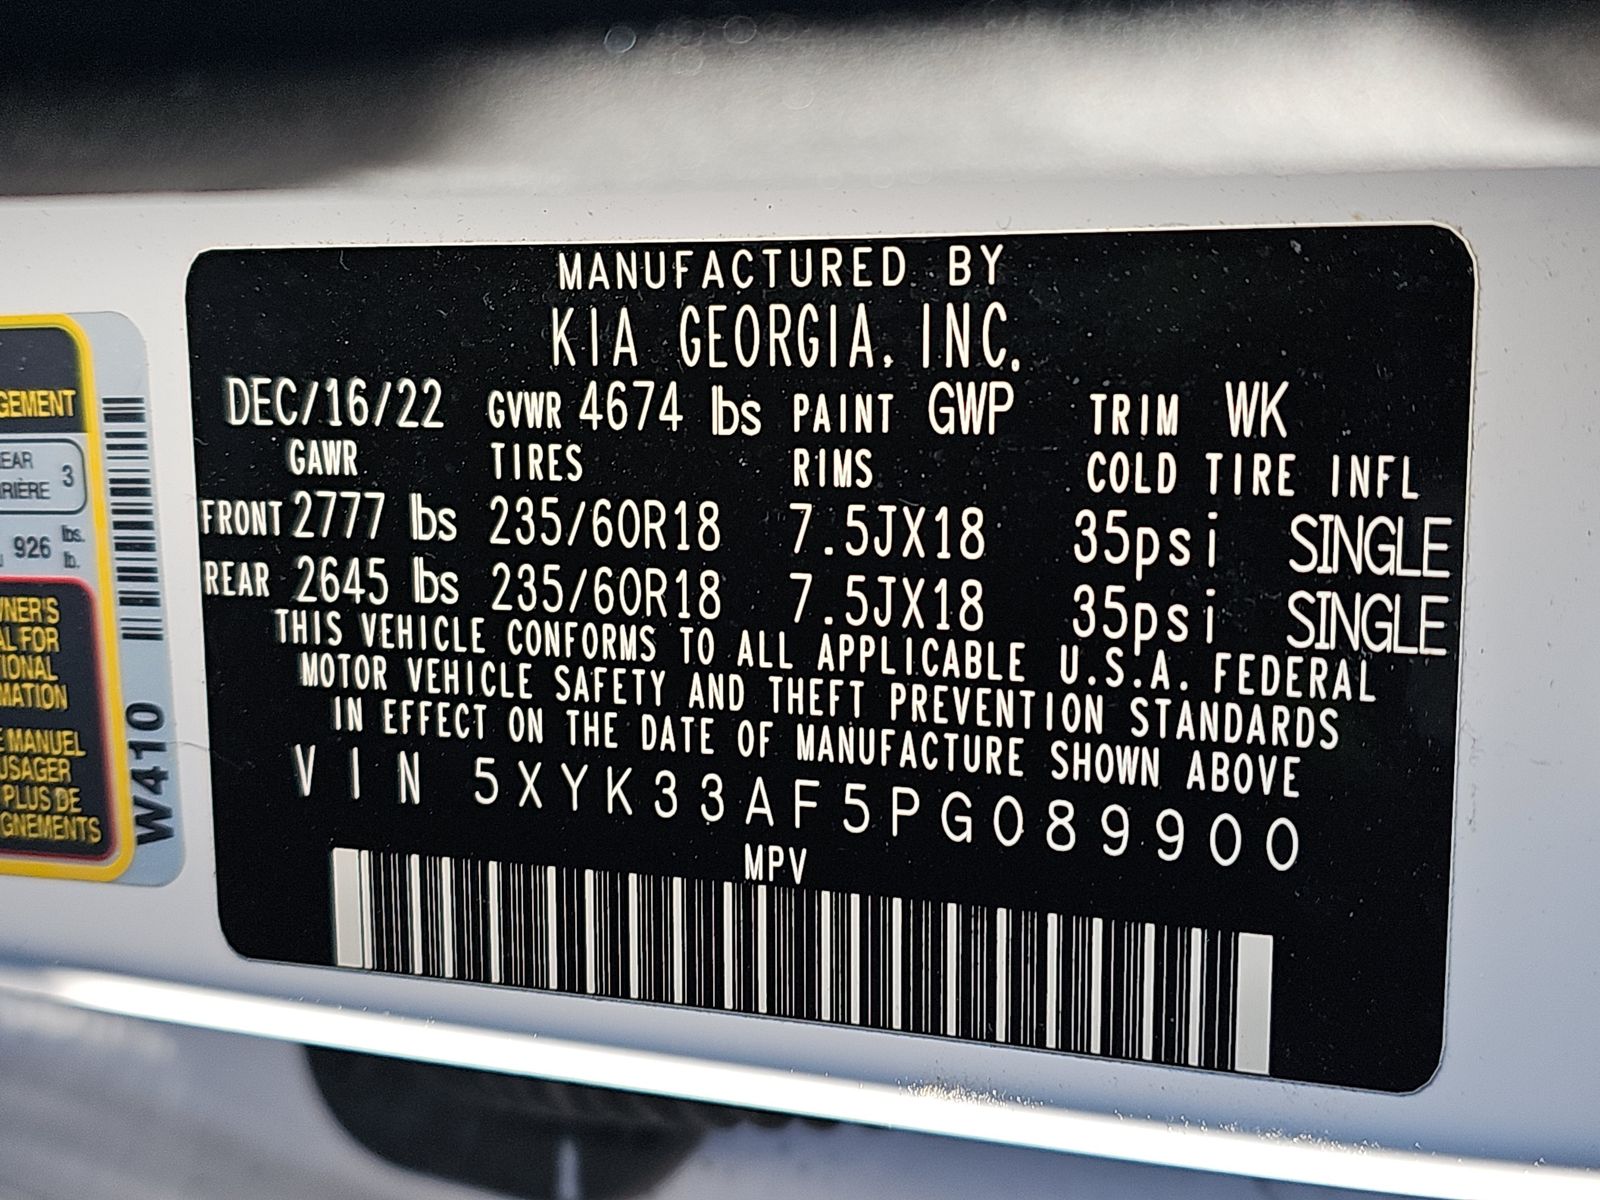 MANUFACTURED BY
KIA GEORGIA, INC.
DEC/16/22 GVWR 4674 lbs PAINT GWP TRIM WK
GAWR TIRES RIMS COLD TIRE INFL
FRONT 2777 lbs 235/60R18 7.5JX18 35psi SINGLE
REAR 2645 lbs 235/60R18 7.5JX18 35psi SINGLE
THIS VEHICLE CONFORMS TO ALL APPLICABLE U.S.A. FEDERAL
MOTOR VEHICLE SAFETY AND THEFT PREVENTION STANDARDS
IN EFFECT ON THE DATE OF MANUFACTURE SHOWN ABOVE
VIN 5XYK33AF5PG089900
MPV
GEMENT
EAR 3
RIÈRE
926 lbs.
lb.
WNER'S
AL FOR
IONAL
MATION
E MANUEL
USAGER
PLUS DE
GNEMENTS
W410